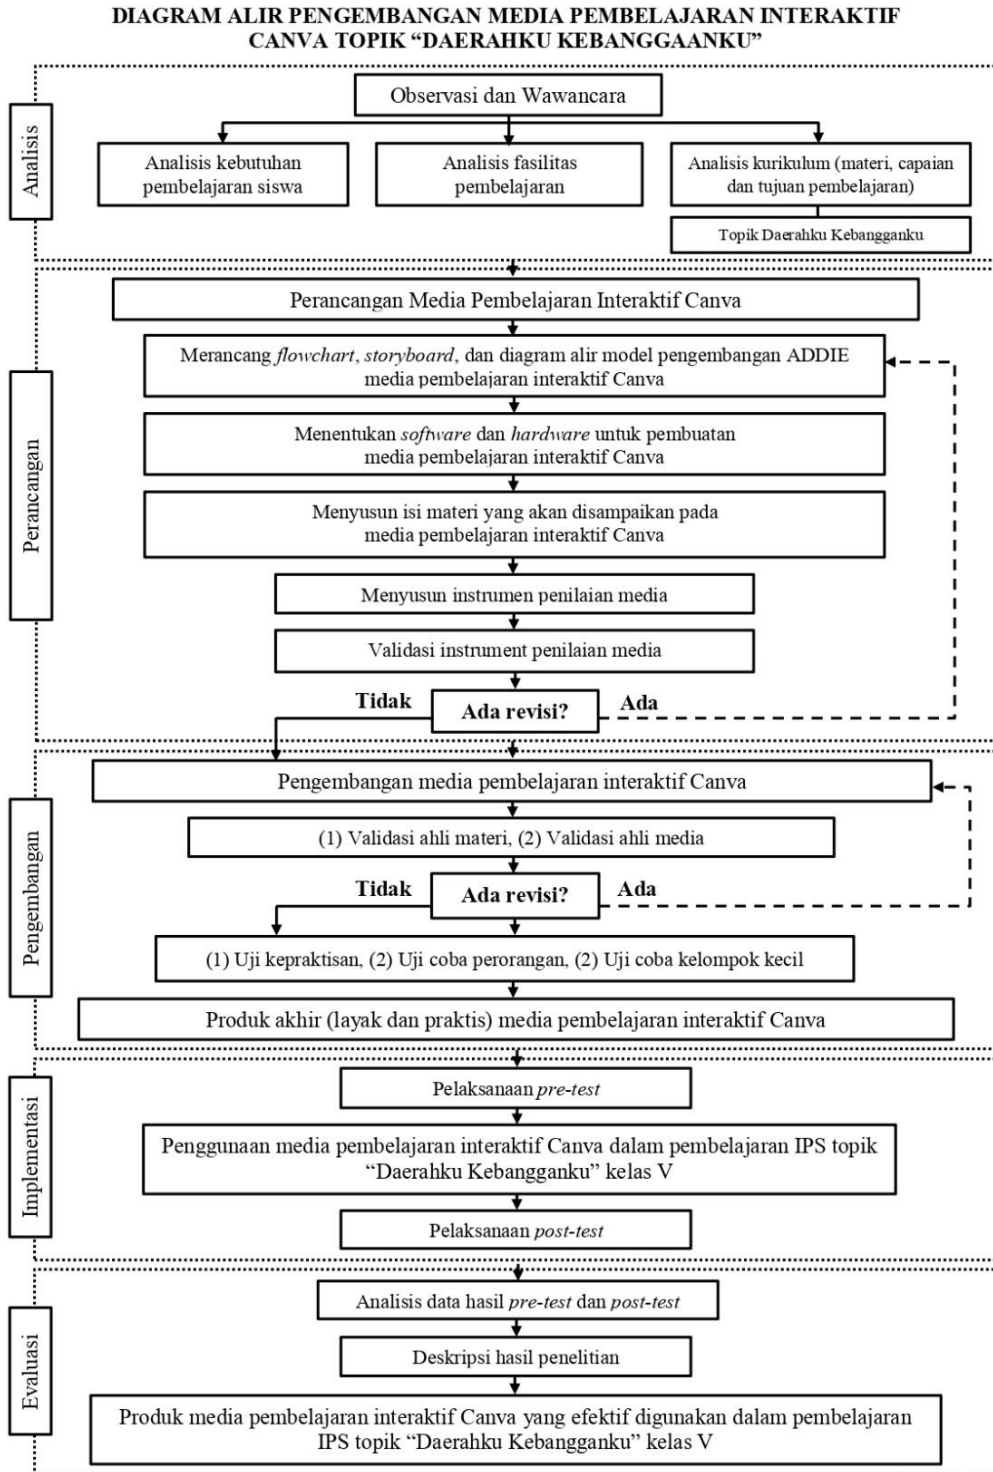 DIAGRAM ALIR PENGEMBANGAN MEDIA PEMBELAJARAN INTERAKTIF
CANVA TOPIK “DAERAHKU KEBANGGAANKU”
Analisis
Observasi dan Wawancara
Analisis kebutuhan
pembelajaran siswa
Analisis fasilitas
pembelajaran
Analisis kurikulum (materi, capaian
dan tujuan pembelajaran)
Topik Daerahku Kebangganku
Perancangan
Perancangan Media Pembelajaran Interaktif Canva
Merancang flowchart, storyboard, dan diagram alir model pengembangan ADDIE
media pembelajaran interaktif Canva
Menentukan software dan hardware untuk pembuatan
media pembelajaran interaktif Canva
Menyusun isi materi yang akan disampaikan pada
media pembelajaran interaktif Canva
Menyusun instrumen penilaian media
Validasi instrument penilaian media
Tidak
Ada revisi?
Ada
Pengembangan
Pengembangan media pembelajaran interaktif Canva
(1) Validasi ahli materi, (2) Validasi ahli media
Tidak
Ada revisi?
Ada
(1) Uji kepraktisan, (2) Uji coba perorangan, (2) Uji coba kelompok kecil
Produk akhir (layak dan praktis) media pembelajaran interaktif Canva
Implementasi
Pelaksanaan pre-test
Penggunaan media pembelajaran interaktif Canva dalam pembelajaran IPS topik
“Daerahku Kebangganku” kelas V
Pelaksanaan post-test
Evaluasi
Analisis data hasil pre-test dan post-test
Deskripsi hasil penelitian
Produk media pembelajaran interaktif Canva yang efektif digunakan dalam pembelajaran
IPS topik “Daerahku Kebangganku” kelas V